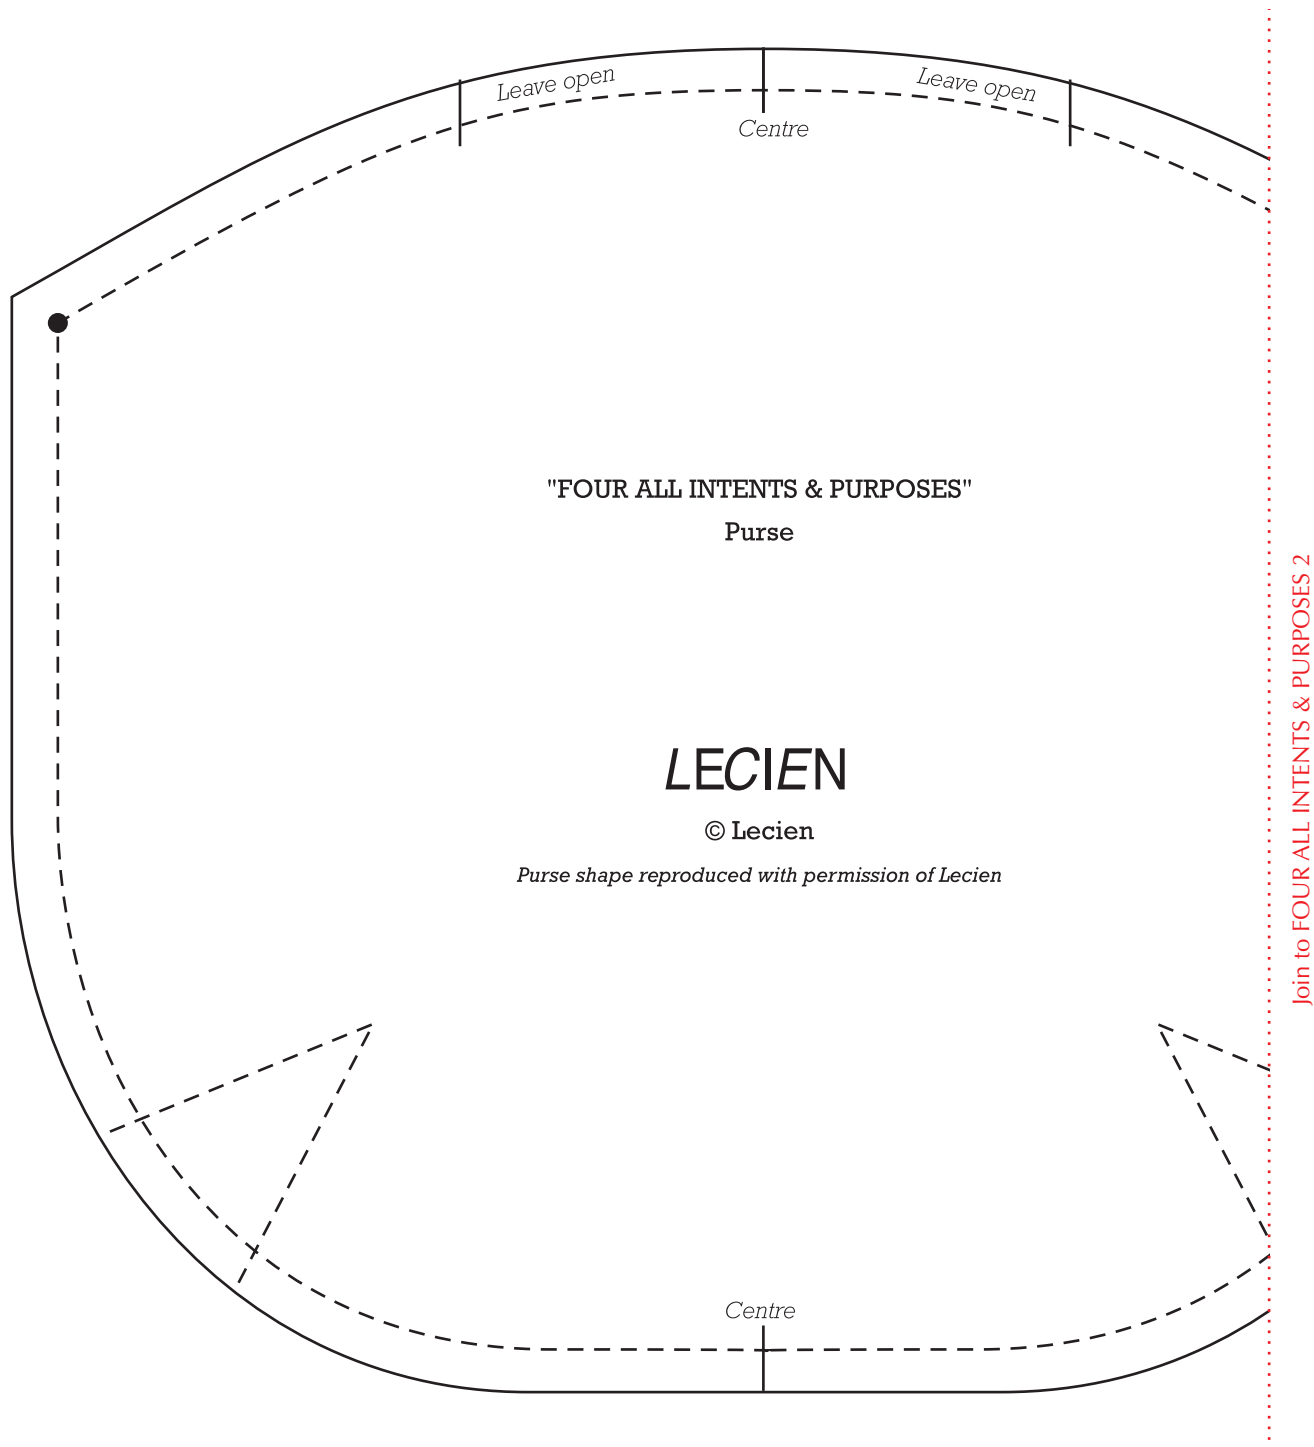 Leave open
Leave open
Centre
"FOUR ALL INTENTS & PURPOSES"
Purse
LECIEN
© Lecien
Purse shape reproduced with permission of Lecien
Join to FOUR ALL INTENTS & PURPOSES 2
Centre